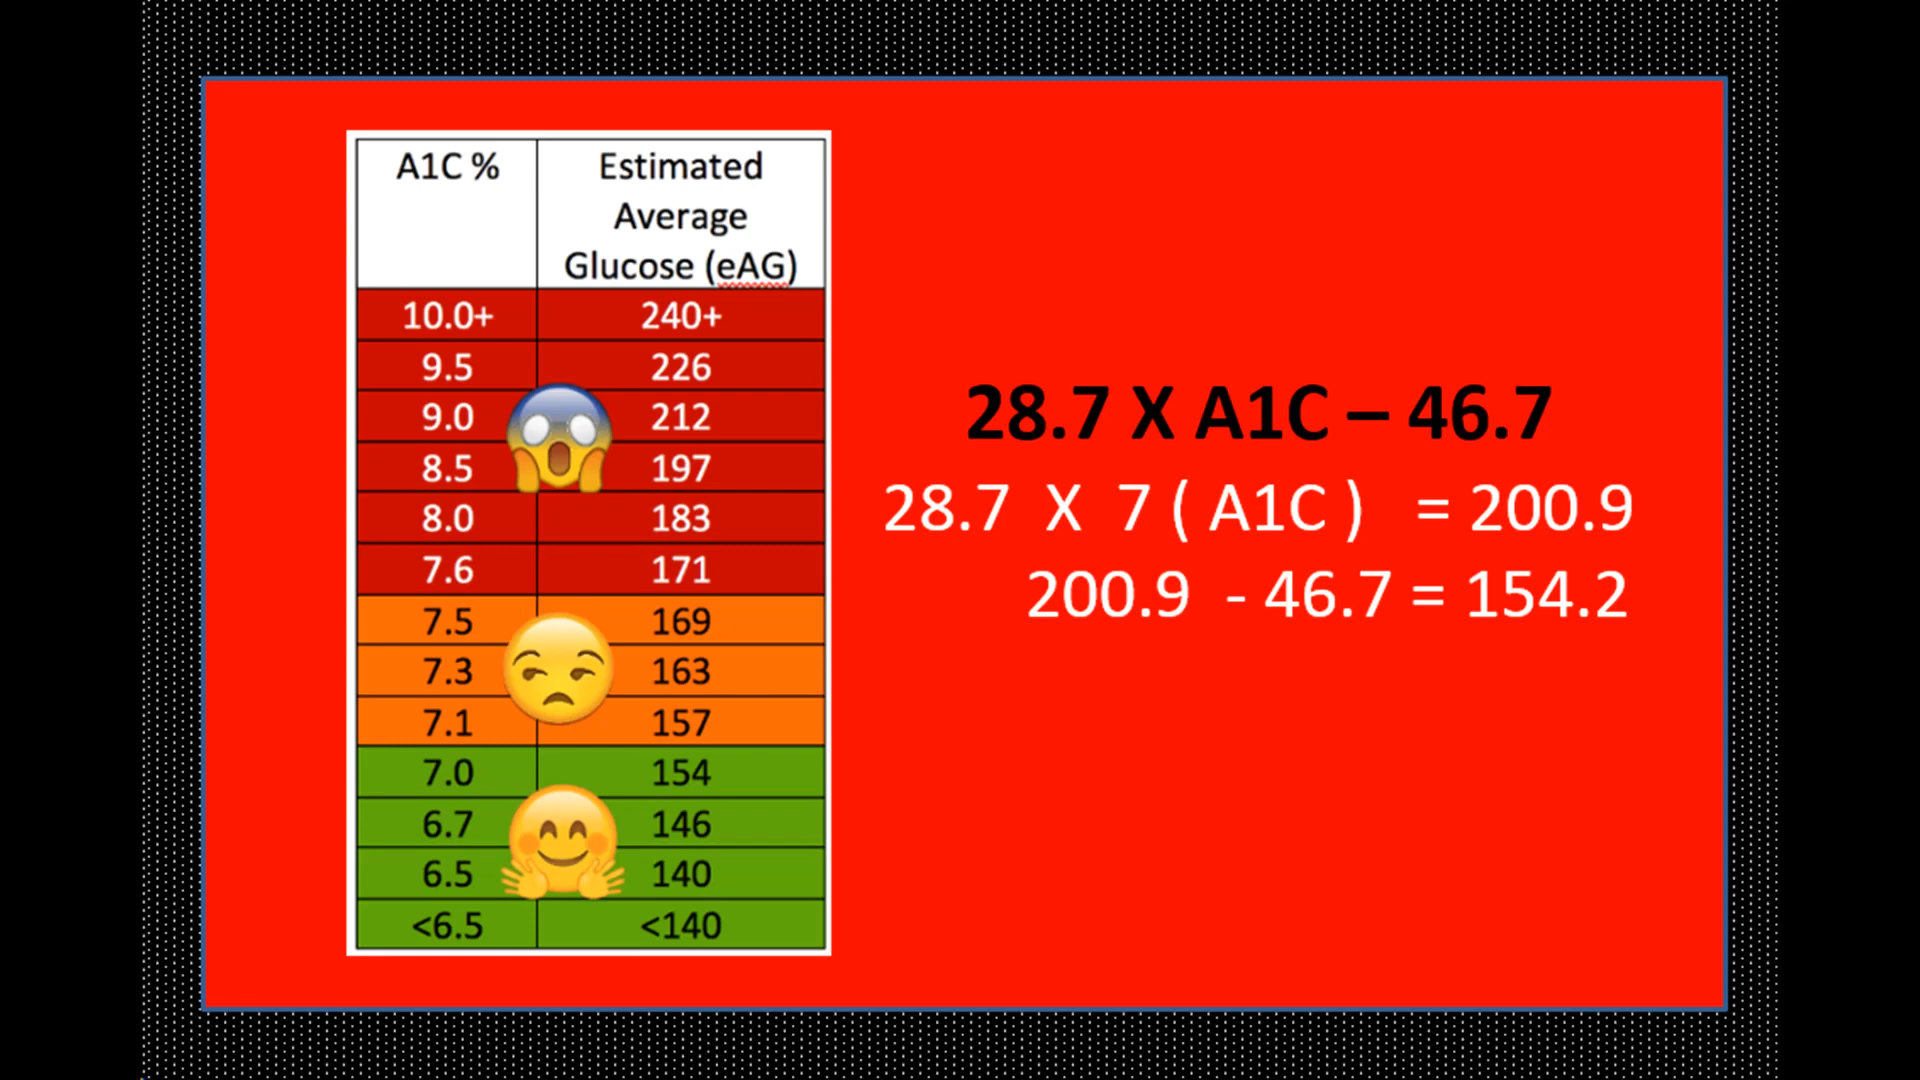 A1C %
Estimated
Average
Glucose (eAG)
10.0+ 240+
9.5 226
9.0 212
8.5 197
8.0 183
7.6 171
7.5 169
7.3 163
7.1 157
7.0 154
6.7 146
6.5 140
<6.5 <140
28.7 X A1C – 46.7
28.7 X 7 ( A1C ) = 200.9
200.9 - 46.7 = 154.2